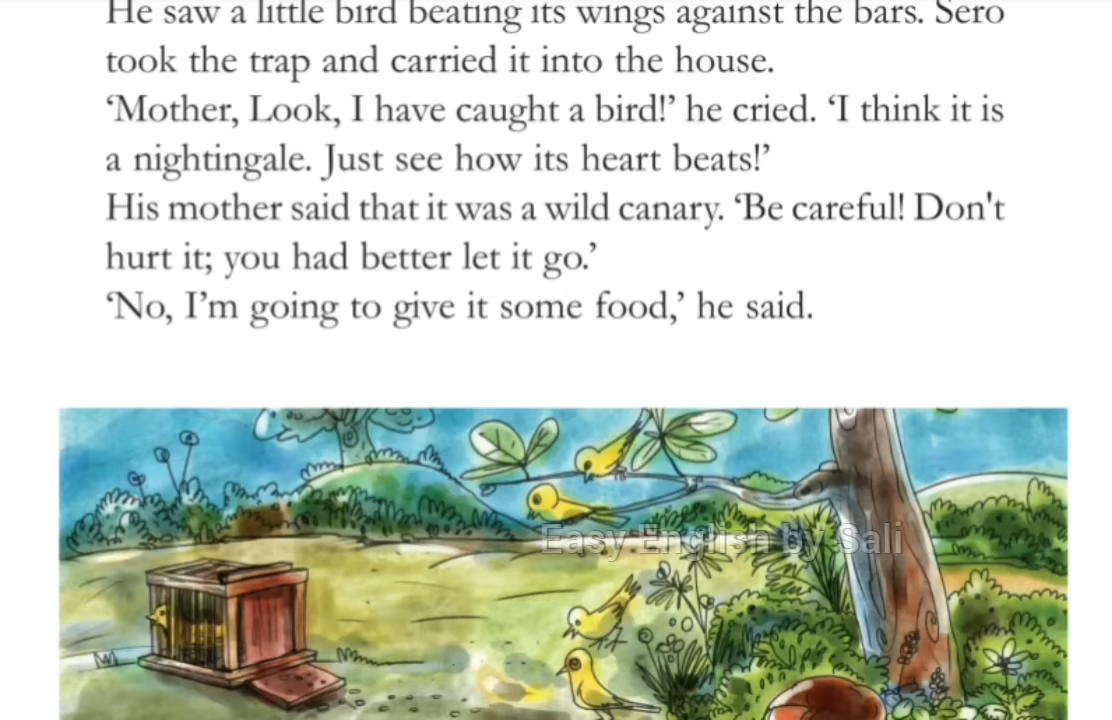 He saw a little bird beating its wings against the bars. Sero
took the trap and carried it into the house.
‘Mother, Look, I have caught a bird!’ he cried. ‘I think it is
a nightingale. Just see how its heart beats!’
His mother said that it was a wild canary. ‘Be careful! Don't
hurt it; you had better let it go.’
‘No, I’m going to give it some food,’ he said.
Easy English by Sali